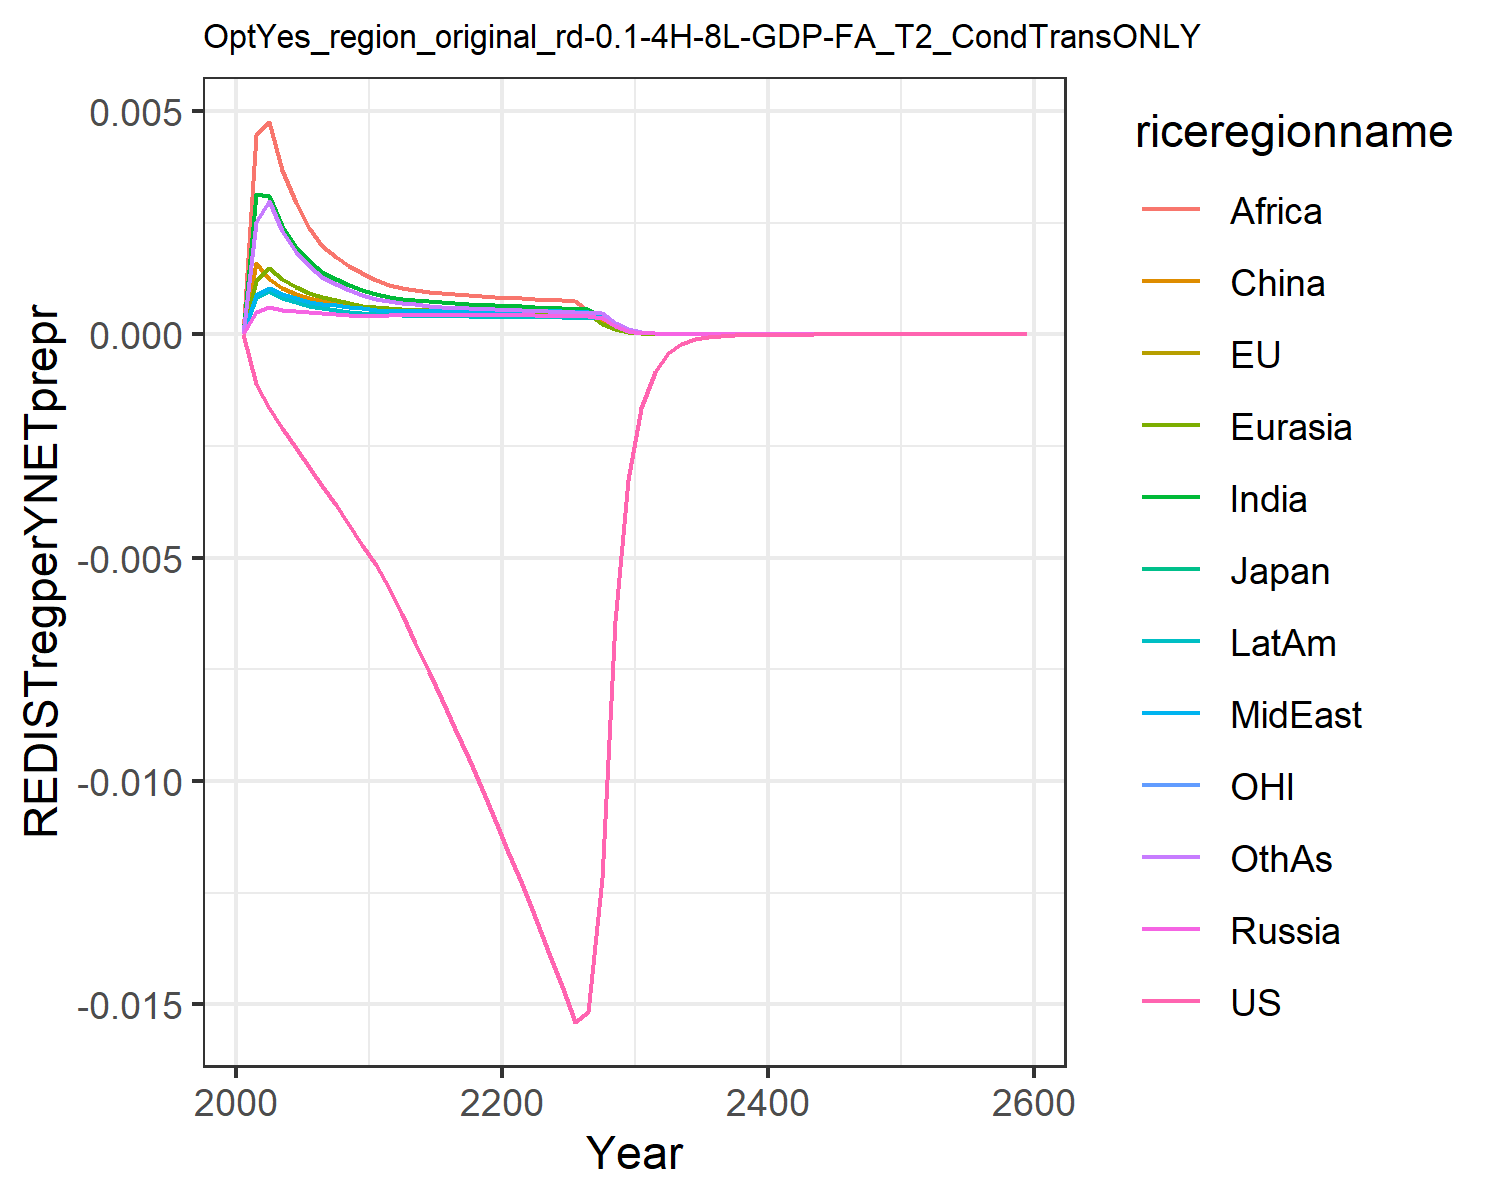 OptYes_region_original_rd-0.1-4H-8L-GDP-FA_T2_CondTransONLY
0.005
0.000
-0.005
-0.010
-0.015
REDISTregperYNETprepr
2000
2200
2400
2600
Year
riceregionname
Africa
China
EU
Eurasia
India
Japan
LatAm
MidEast
OHI
OthAs
Russia
US